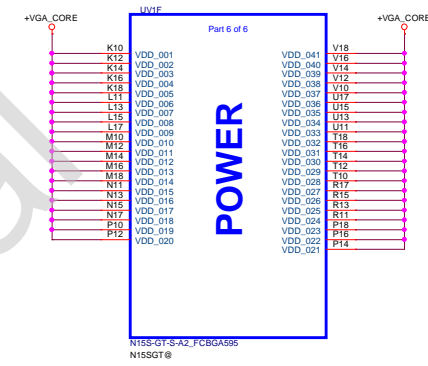 +VGA_CORE
UV1F
+VGA_CORE
Part 6 of 6
K10 VDD_001 VDD_041 V18
K12 VDD_002 VDD_040 V16
K14 VDD_003 VDD_039 V14
K16 VDD_004 VDD_038 V12
K18 VDD_005 VDD_037 V10
L11 VDD_006 VDD_036 U17
L13 VDD_007 VDD_035 U15
L15 VDD_008 VDD_034 U13
L17 VDD_009 VDD_033 U11
M10 VDD_010 VDD_032 T18
M12 VDD_011 VDD_031 T16
M14 VDD_012 VDD_030 T14
M16 VDD_013 VDD_029 T12
M18 VDD_014 VDD_028 T10
N11 VDD_015 VDD_027 R17
N13 VDD_016 VDD_026 R15
N15 VDD_017 VDD_025 R13
N17 VDD_018 VDD_024 R11
P10 VDD_019 VDD_023 P18
P12 VDD_020 VDD_022 P16
VDD_021 P14
POWER
N15S-GT-S-A2_FCBGA595
N15SGT@